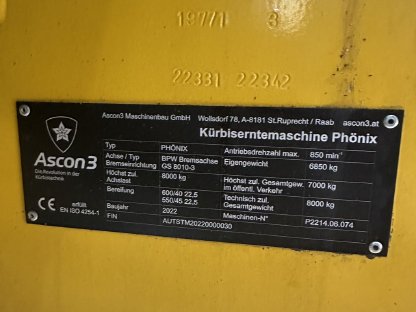 197/1 3
22331 22342
Ascon3 Maschinenbau GmbH Wollsdorf 78, A-8181 St.Ruprecht / Raab ascon3.at
Kürbiserntemaschine Phönix
Ascon3
Die Revolution in der
Kürbistechnik
erfüllt
EN ISO 4254-1
CE
Typ PHÖNIX Antriebsdrehzahl max. 850 min⁻¹
Achse / Typ BPW Bremsachse Eigengewicht 6850 kg
Bremseinrichtung GS 8010-3
Höchst zul. 8000 kg Höchst zul. Gesamtgew. 7000 kg
Achslast im öffentl. Verkehr
Bereifung 600/40 22.5 Technisch zul. 8000 kg
550/45 22.5 Gesamtgewicht
Baujahr 2022 Maschinen-N° P2214.06.074
FIN AUTSTM20220000030